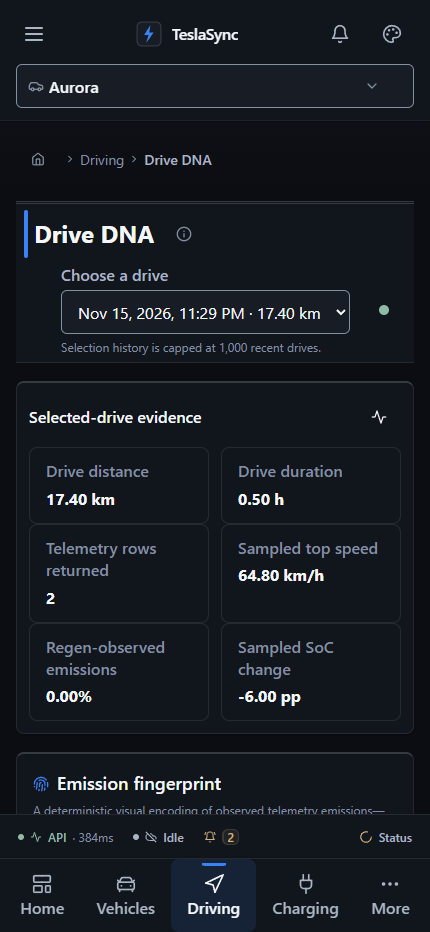 TeslaSync
Aurora
Driving
Drive DNA
Drive DNA
Choose a drive
Nov 15, 2026, 11:29 PM · 17.40 km
Selection history is capped at 1,000 recent drives.
Selected-drive evidence
Drive distance
17.40 km
Drive duration
0.50 h
Telemetry rows
returned
2
Sampled top speed
64.80 km/h
Regen-observed
emissions
0.00%
Sampled SoC
change
-6.00 pp
Emission fingerprint
A deterministic visual encoding of observed telemetry emissions—
API · 384ms
Idle
2
Status
Home
Vehicles
Driving
Charging
More